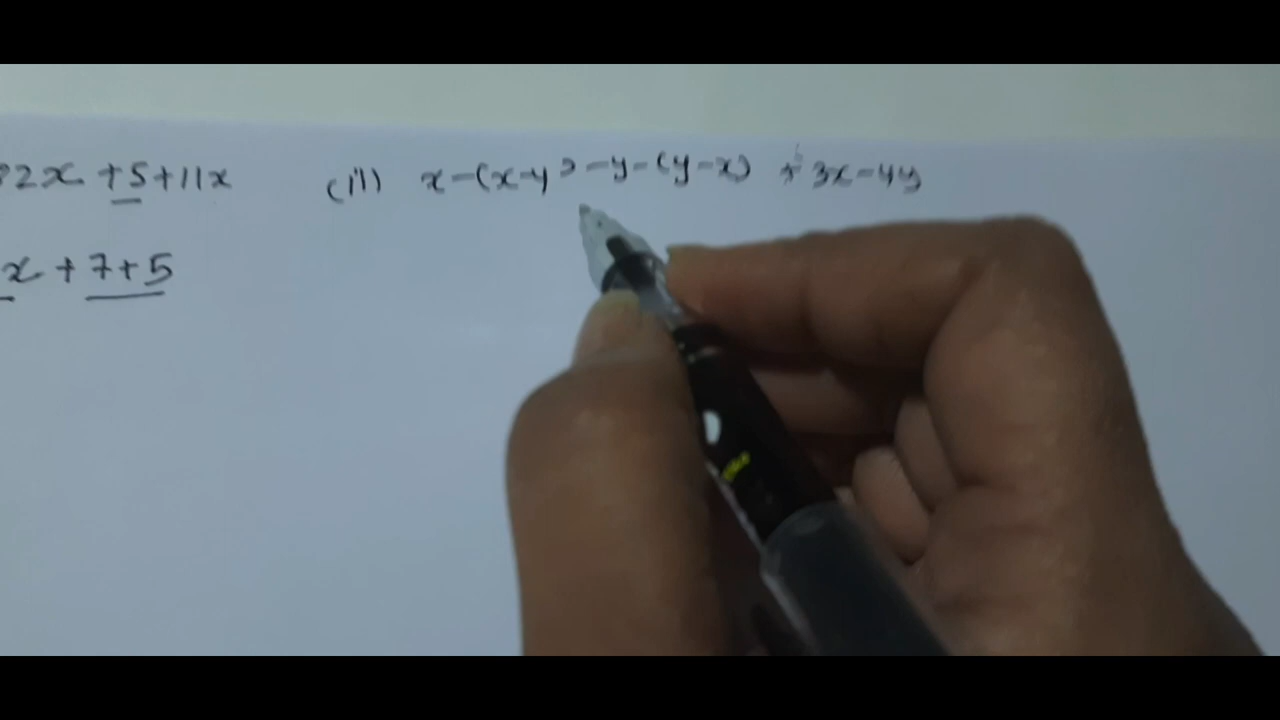 2x + 5 + 11x (ii) x - (x - y) - y - (y - x) + 3x - 4y
x + 7 + 5